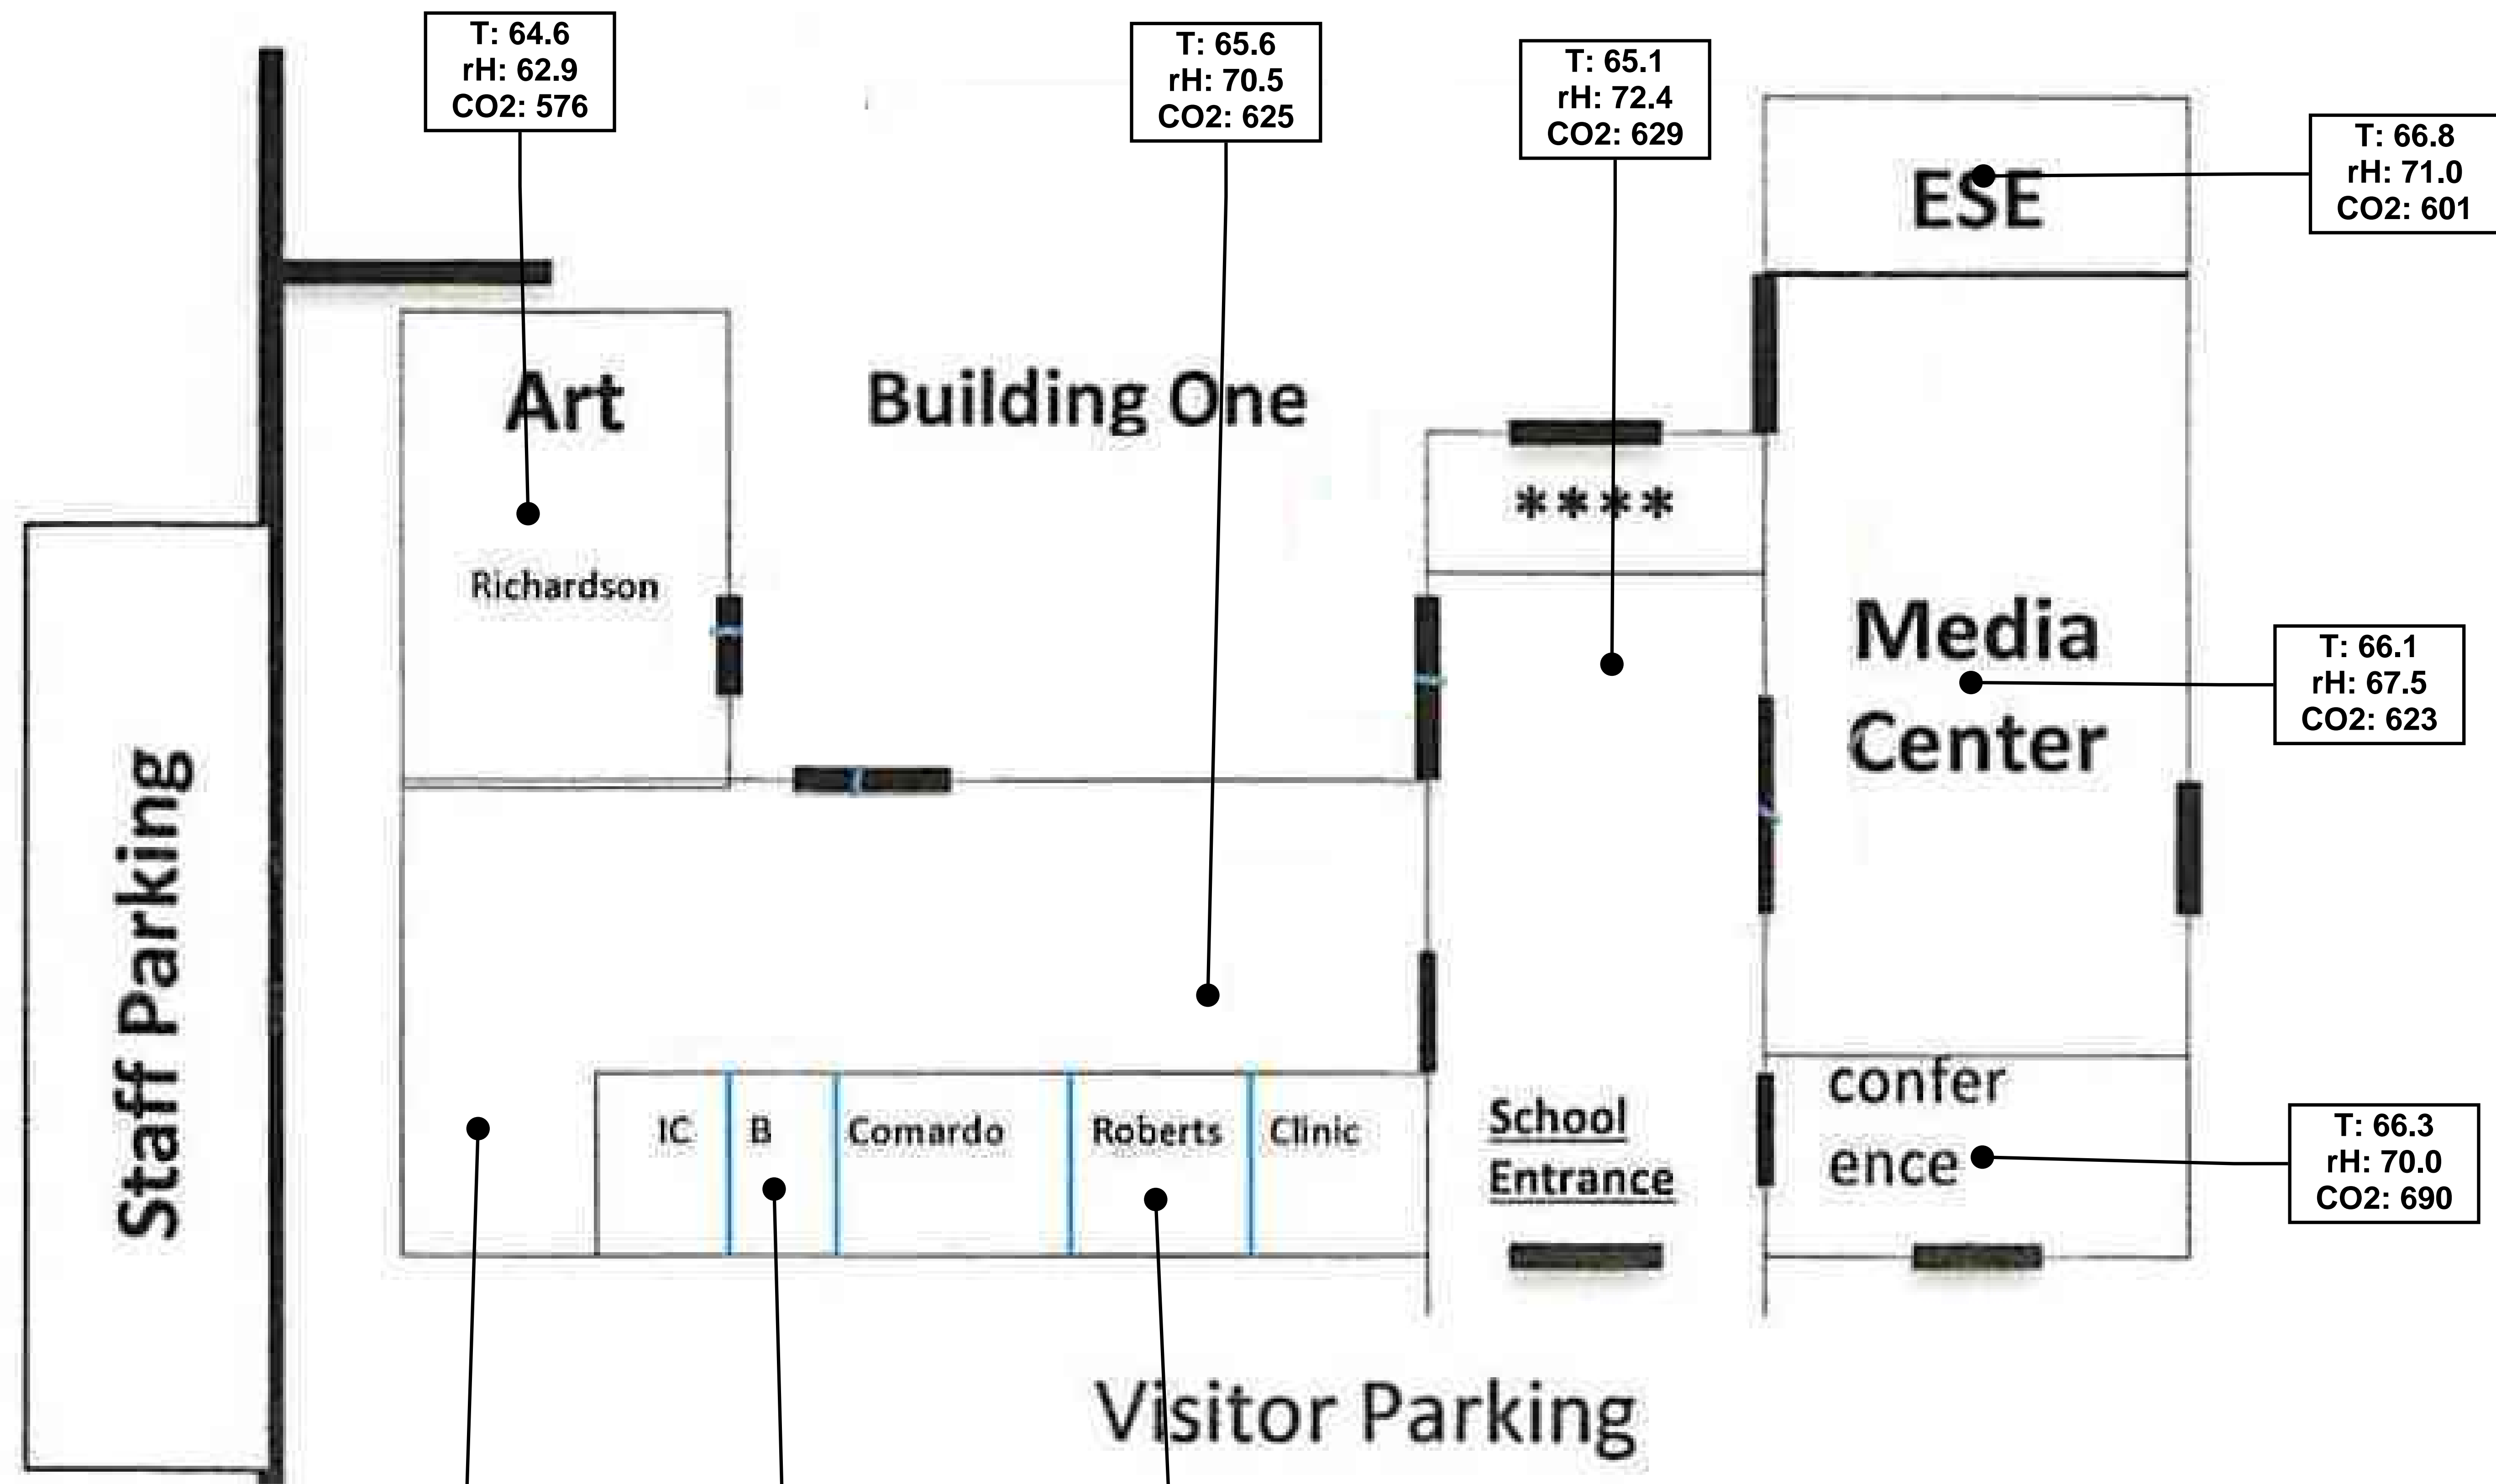 T: 64.6
rH: 62.9
CO2: 576
T: 65.6
rH: 70.5
CO2: 625
T: 65.1
rH: 72.4
CO2: 629
T: 66.8
rH: 71.0
CO2: 601
ESE
Art
Building One
****
Richardson
Media
Center
T: 66.1
rH: 67.5
CO2: 623
Staff Parking
IC
B
Comardo
Roberts
Clinic
School
Entrance
confer
ence
T: 66.3
rH: 70.0
CO2: 690
Visitor Parking